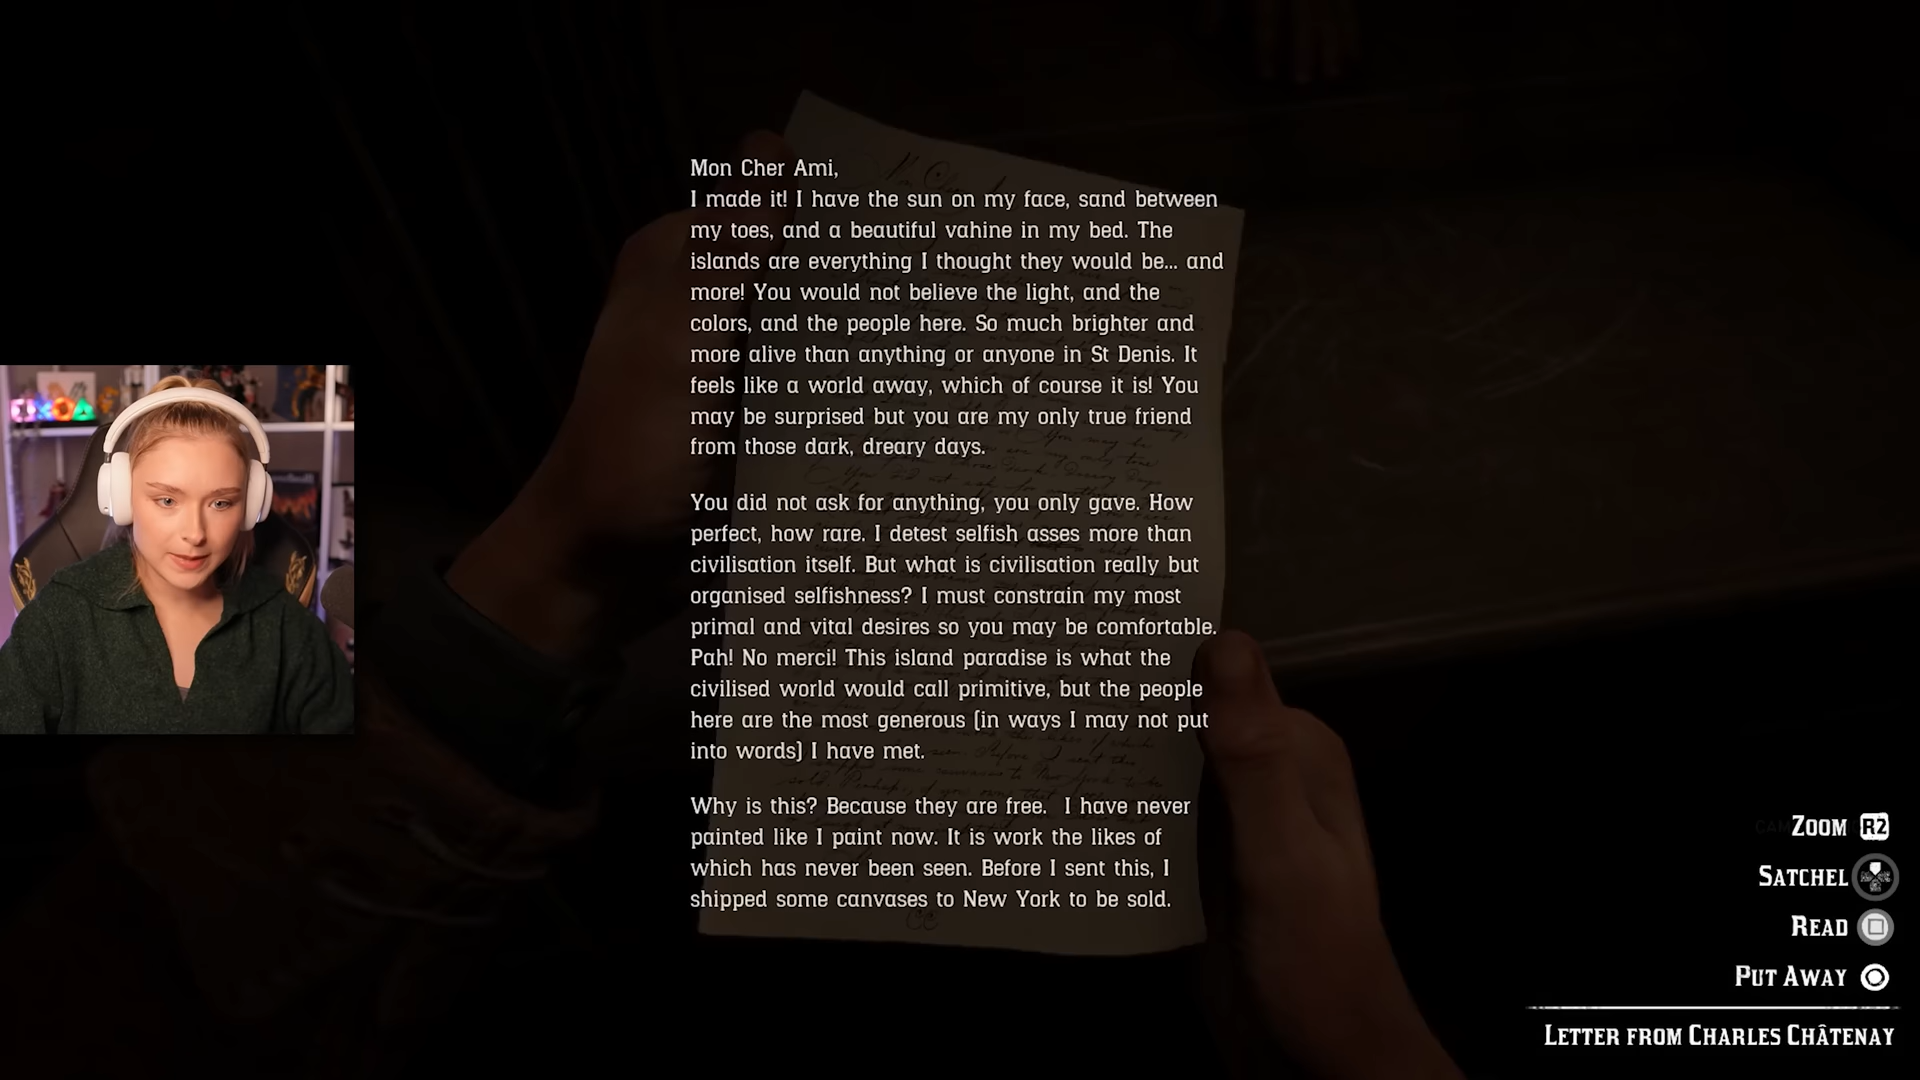 Mon Cher Ami,
I made it! I have the sun on my face, sand between
my toes, and a beautiful vahine in my bed. The
islands are everything I thought they would be... and
more! You would not believe the light, and the
colors, and the people here. So much brighter and
more alive than anything or anyone in St Denis. It
feels like a world away, which of course it is! You
may be surprised but you are my only true friend
from those dark, dreary days.
You did not ask for anything, you only gave. How
perfect, how rare. I detest selfish asses more than
civilisation itself. But what is civilisation really but
organised selfishness? I must constrain my most
primal and vital desires so you may be comfortable.
Pah! No merci! This island paradise is what the
civilised world would call primitive, but the people
here are the most generous (in ways I may not put
into words) I have met.
Why is this? Because they are free.  I have never
painted like I paint now. It is work the likes of
which has never been seen. Before I sent this, I
shipped some canvases to New York to be sold.
ZOOM R2
SATCHEL
READ
PUT AWAY
LETTER FROM CHARLES CHÂTENAY